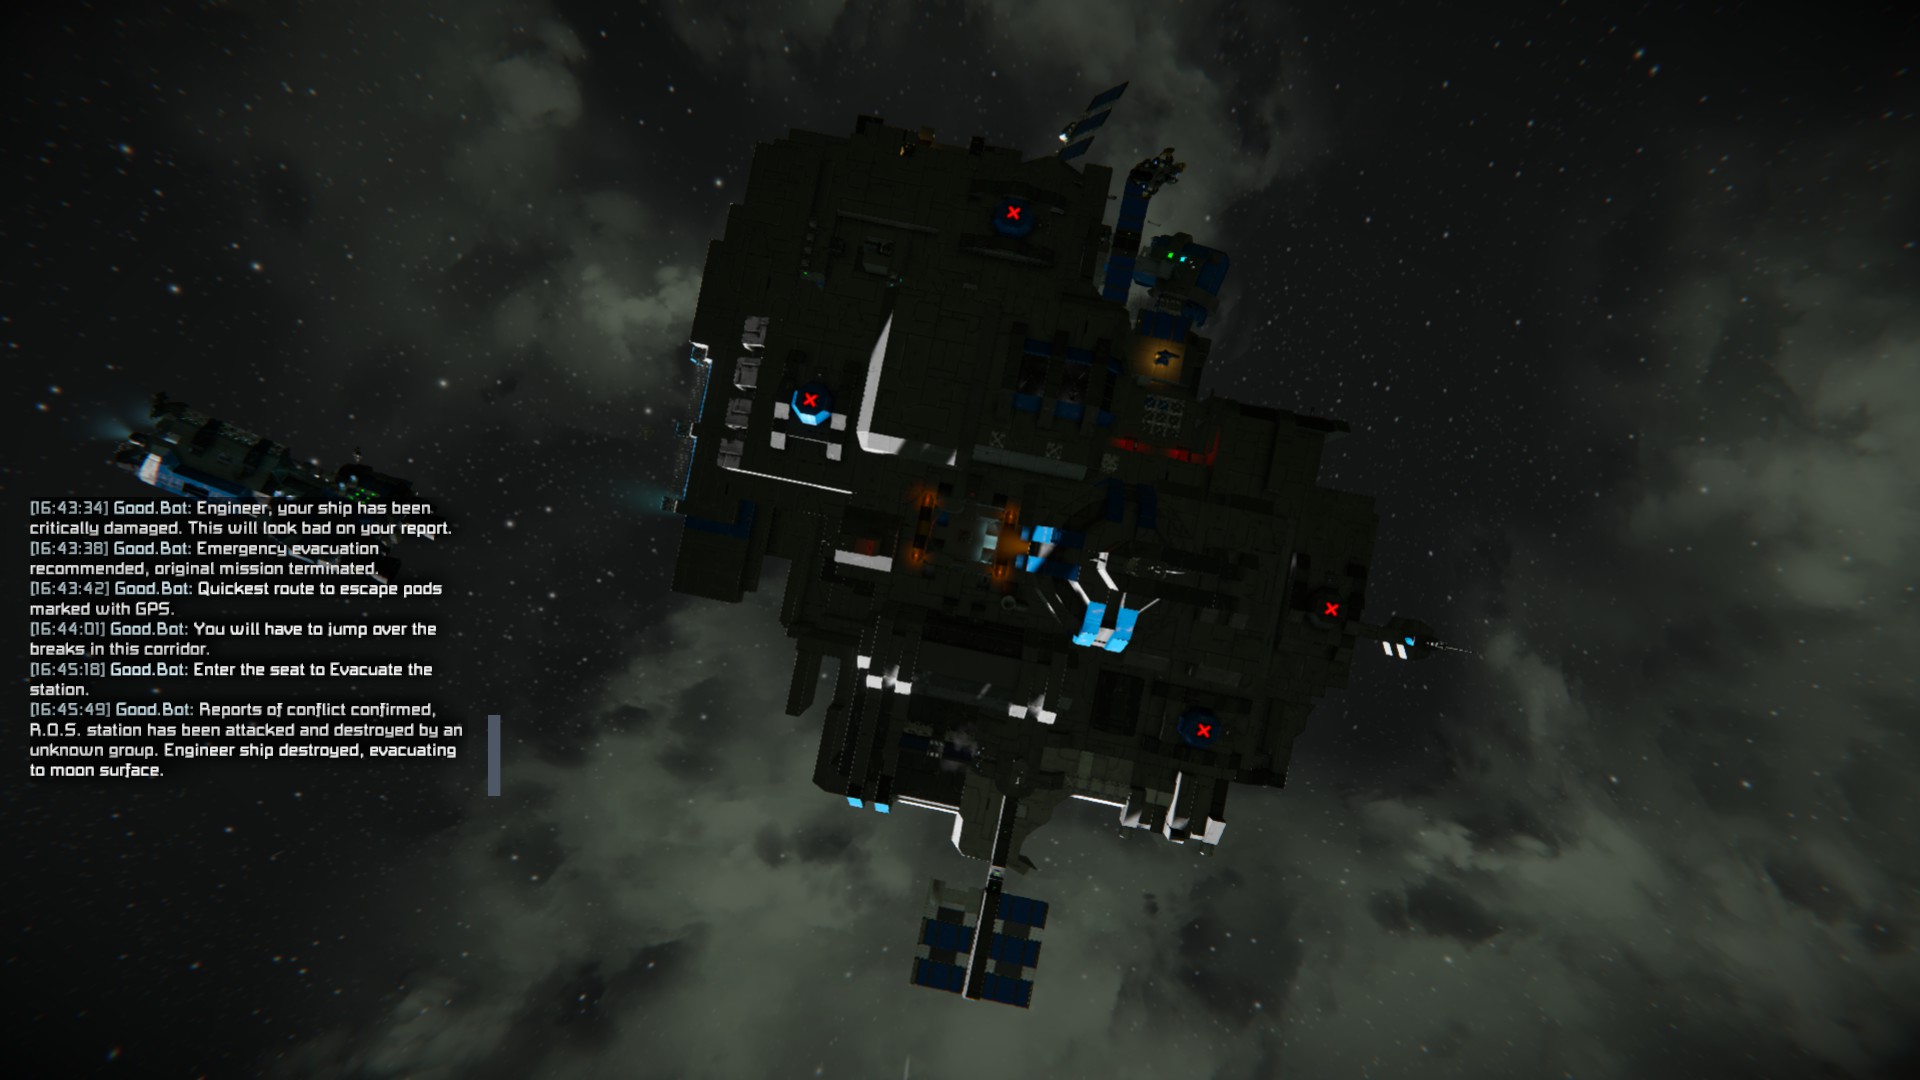 [16:43:34] Good.Bot: Engineer, your ship has been
critically damaged. This will look bad on your report.
[16:43:38] Good.Bot: Emergency evacuation
recommended, original mission terminated.
[16:43:42] Good.Bot: Quickest route to escape pods
marked with GPS.
[16:44:01] Good.Bot: You will have to jump over the
breaks in this corridor.
[16:45:18] Good.Bot: Enter the seat to Evacuate the
station.
[16:45:49] Good.Bot: Reports of conflict confirmed,
R.O.S. station has been attacked and destroyed by an
unknown group. Engineer ship destroyed, evacuating
to moon surface.